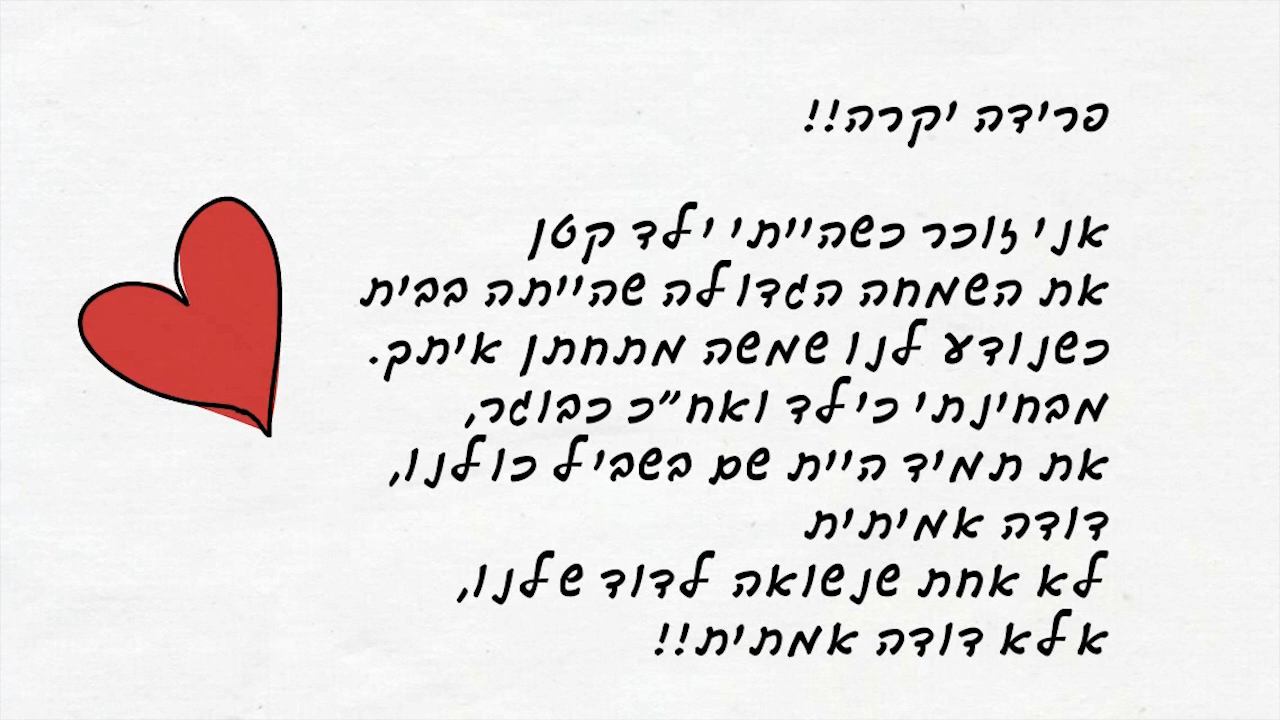 פרידה יקרה!!
אני זוכר כשהייתי ילד קטן
את השמחה הגדולה שהייתה בבית
כשנודע לנו שמשה מתחתן איתך.
מבחינתי כילד ואח"כ כבוגר,
את תמיד היית שם בשביל כולנו,
דודה אמיתית
לא אחת שנשואה לדוד שלנו,
אלא דודה אמתית!!